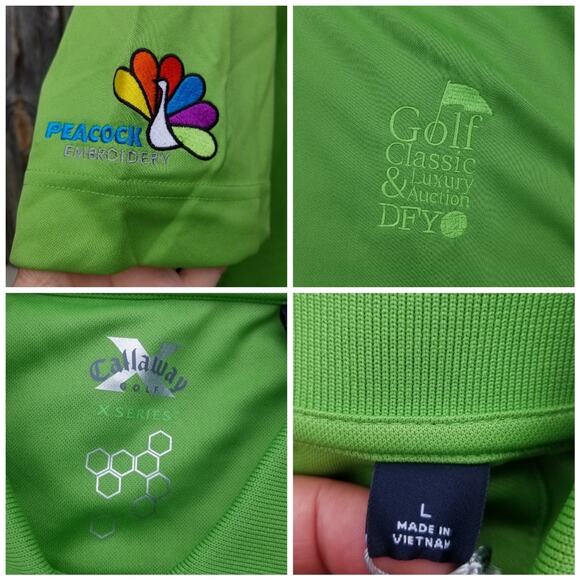 PEACOCK
EMBROIDERY
Golf
Classic
& Luxury
Auction
DFY
X
Callaway
GOLF
X SERIES
L
MADE IN
VIETNAM